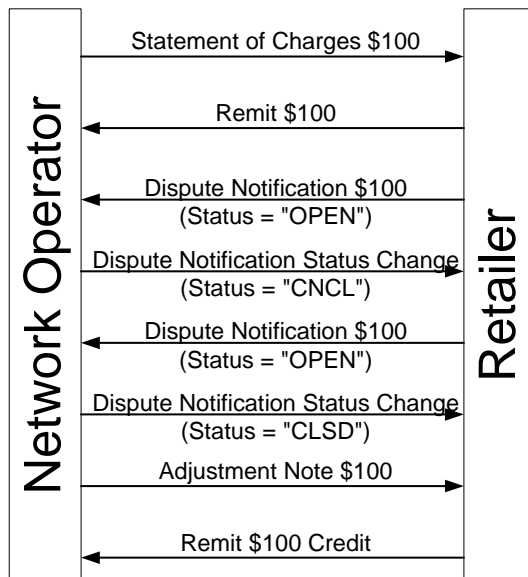 Network Operator
Retailer
Statement of Charges $100
Remit $100
Dispute Notification $100
(Status = "OPEN")
Dispute Notification Status Change
(Status = "CNCL")
Dispute Notification $100
(Status = "OPEN")
Dispute Notification Status Change
(Status = "CLSD")
Adjustment Note $100
Remit $100 Credit